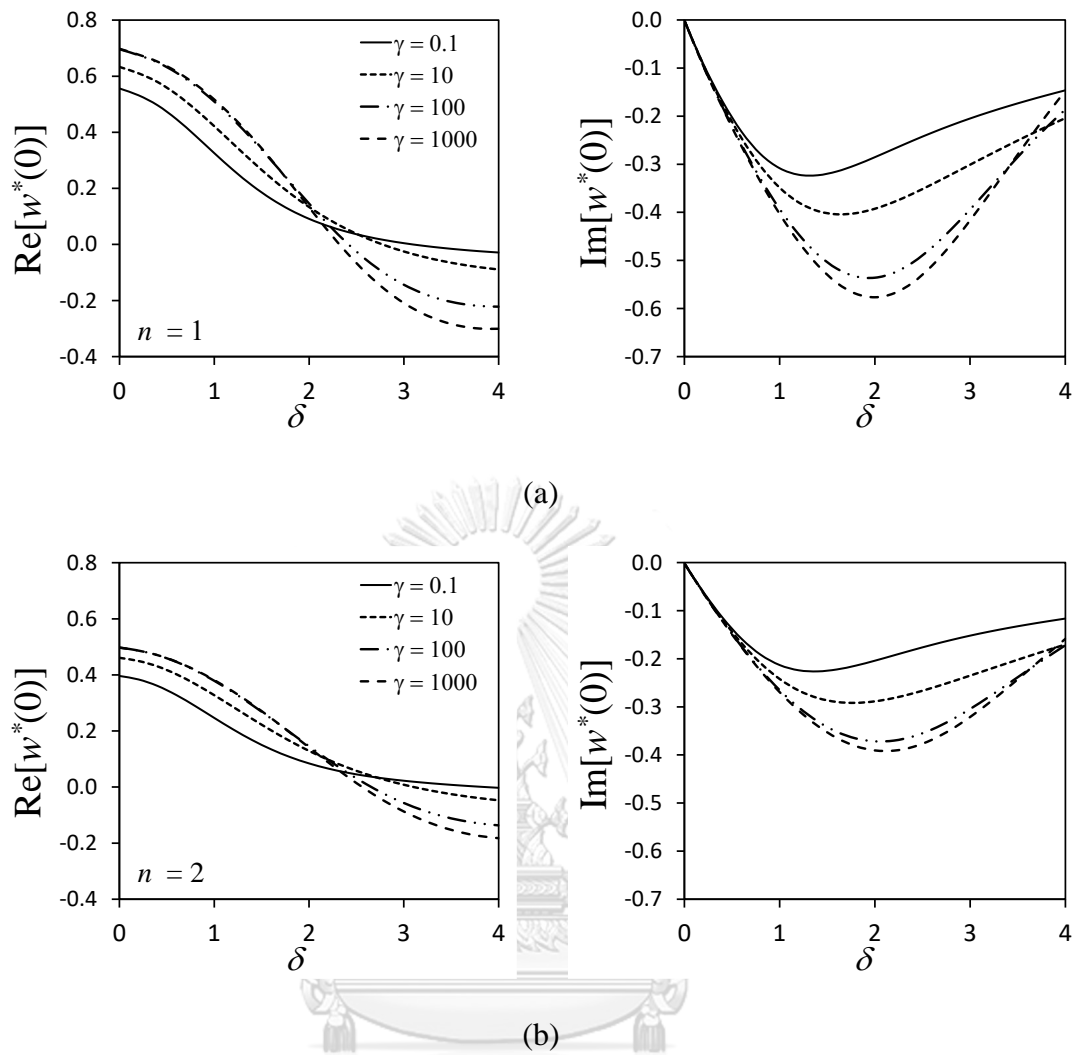 Re[w*(0)]
0.8
0.6
0.4
0.2
0.0
-0.2
-0.4
γ = 0.1
γ = 10
γ = 100
γ = 1000
n = 1
0 1 2 3 4
δ
Im[w*(0)]
0.0
-0.1
-0.2
-0.3
-0.4
-0.5
-0.6
-0.7
0 1 2 3 4
δ
(a)
Re[w*(0)]
0.8
0.6
0.4
0.2
0.0
-0.2
-0.4
γ = 0.1
γ = 10
γ = 100
γ = 1000
n = 2
0 1 2 3 4
δ
Im[w*(0)]
0.0
-0.1
-0.2
-0.3
-0.4
-0.5
-0.6
-0.7
0 1 2 3 4
δ
(b)